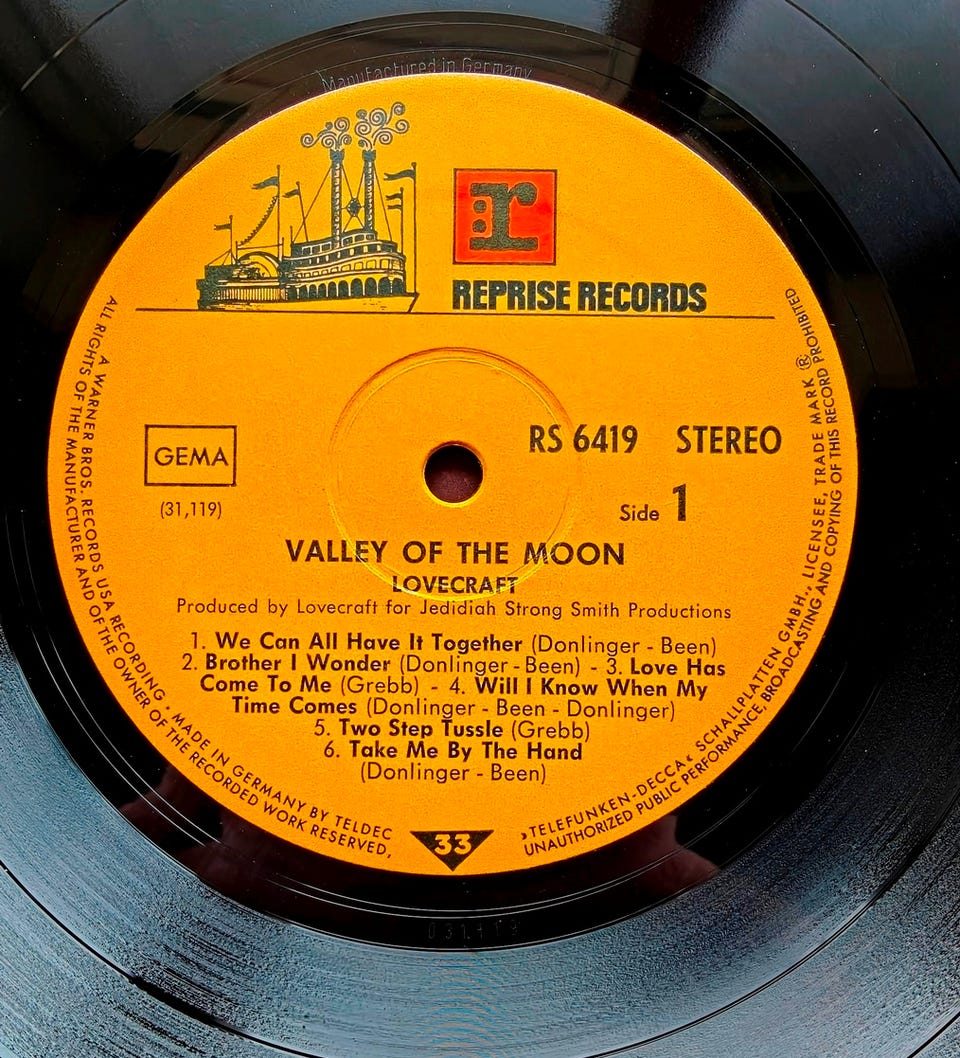 Manufactured in Germany
r
REPRISE RECORDS
GEMA
(31,119)
RS 6419 STEREO
Side 1
VALLEY OF THE MOON
LOVECRAFT
Produced by Lovecraft for Jedidiah Strong Smith Productions
1. We Can All Have It Together (Donlinger - Been)
2. Brother I Wonder (Donlinger - Been) - 3. Love Has
Come To Me (Grebb) - 4. Will I Know When My
Time Comes (Donlinger - Been - Donlinger)
5. Two Step Tussle (Grebb)
6. Take Me By The Hand
(Donlinger - Been)
33
A WARNER BROS. RECORDS USA RECORDING • MADE IN GERMANY BY TELDEC »TELEFUNKEN-DECCA« SCHALLPLATTEN GMBH., LICENSEE, TRADE MARK ®
ALL RIGHTS OF THE MANUFACTURER AND OF THE OWNER OF THE RECORDED WORK RESERVED, UNAUTHORIZED PUBLIC PERFORMANCE, BROADCASTING AND COPYING OF THIS RECORD PROHIBITED